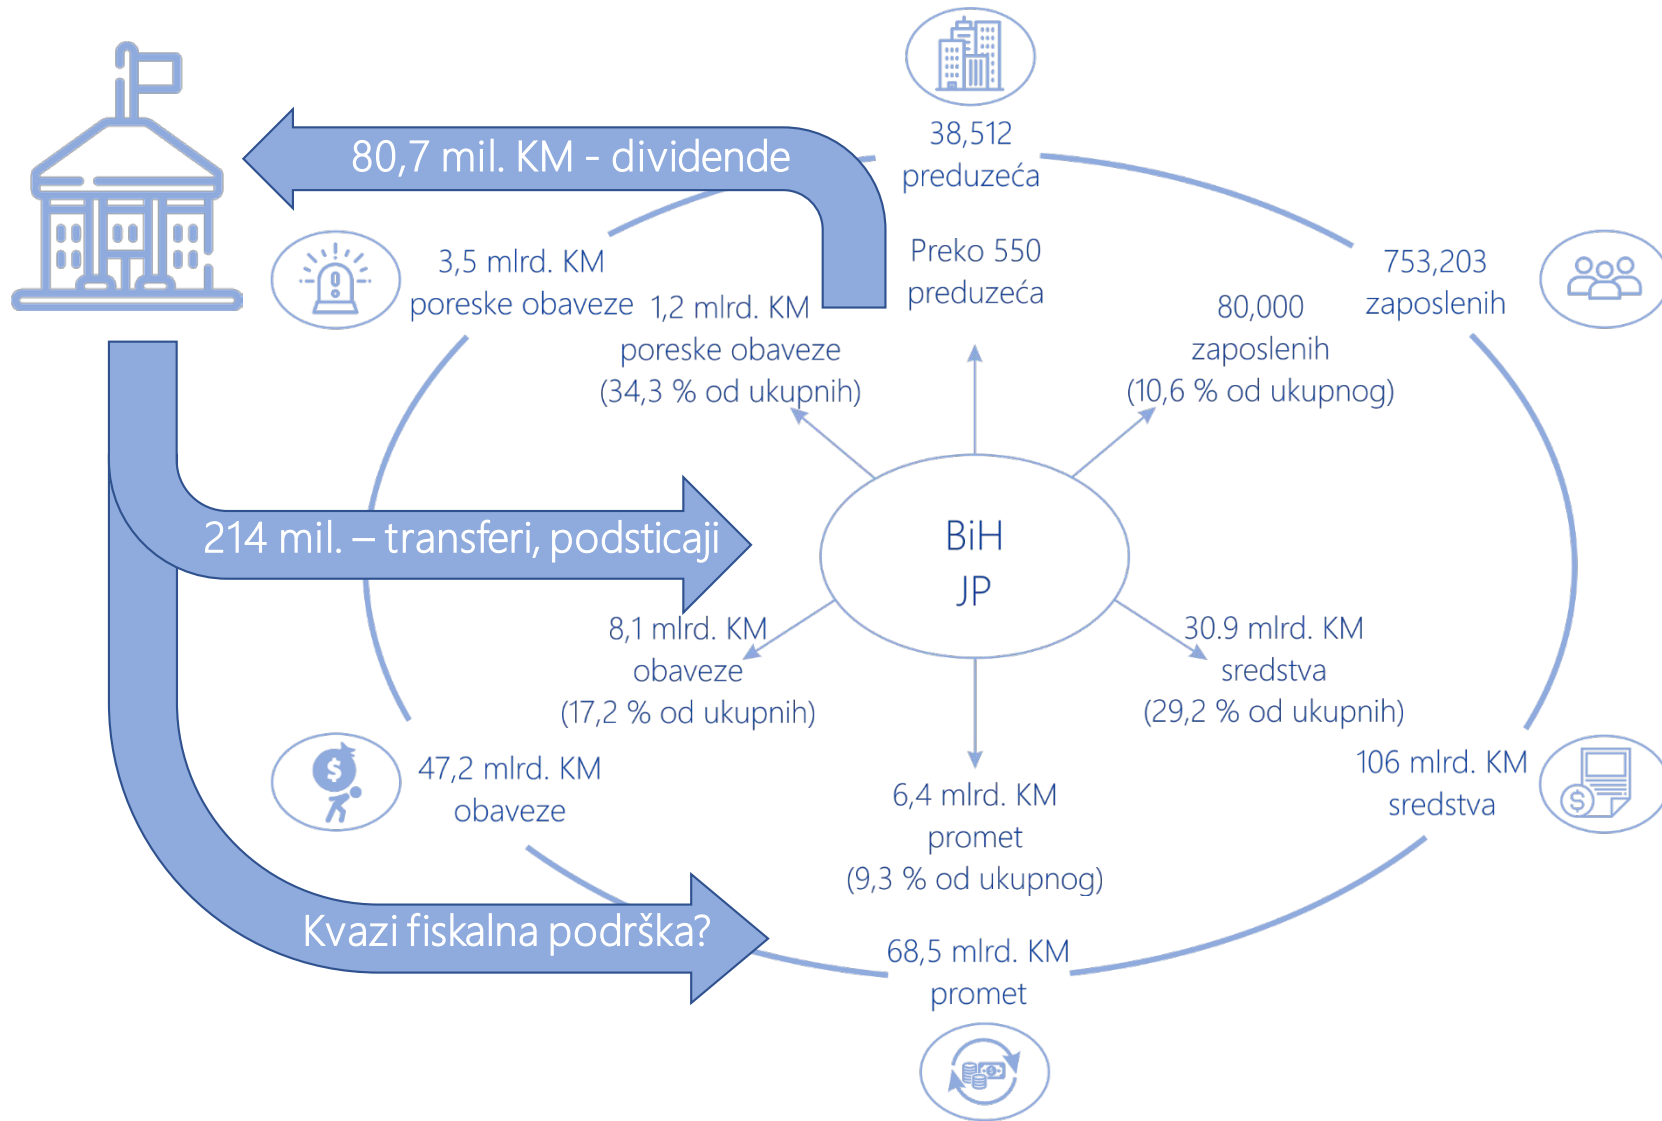 38,512
preduzeća
80,7 mil. KM - dividende
Preko 550
preduzeća
3,5 mlrd. KM
poreske obaveze
1,2 mlrd. KM
poreske obaveze
(34,3 % od ukupnih)
753,203
zaposlenih
80,000
zaposlenih
(10,6 % od ukupnog)
214 mil. – transferi, podsticaji
BiH
JP
8,1 mlrd. KM
obaveze
(17,2 % od ukupnih)
30.9 mlrd. KM
sredstva
(29,2 % od ukupnih)
47,2 mlrd. KM
obaveze
6,4 mlrd. KM
promet
(9,3 % od ukupnog)
106 mlrd. KM
sredstva
Kvazi fiskalna podrška?
68,5 mlrd. KM
promet